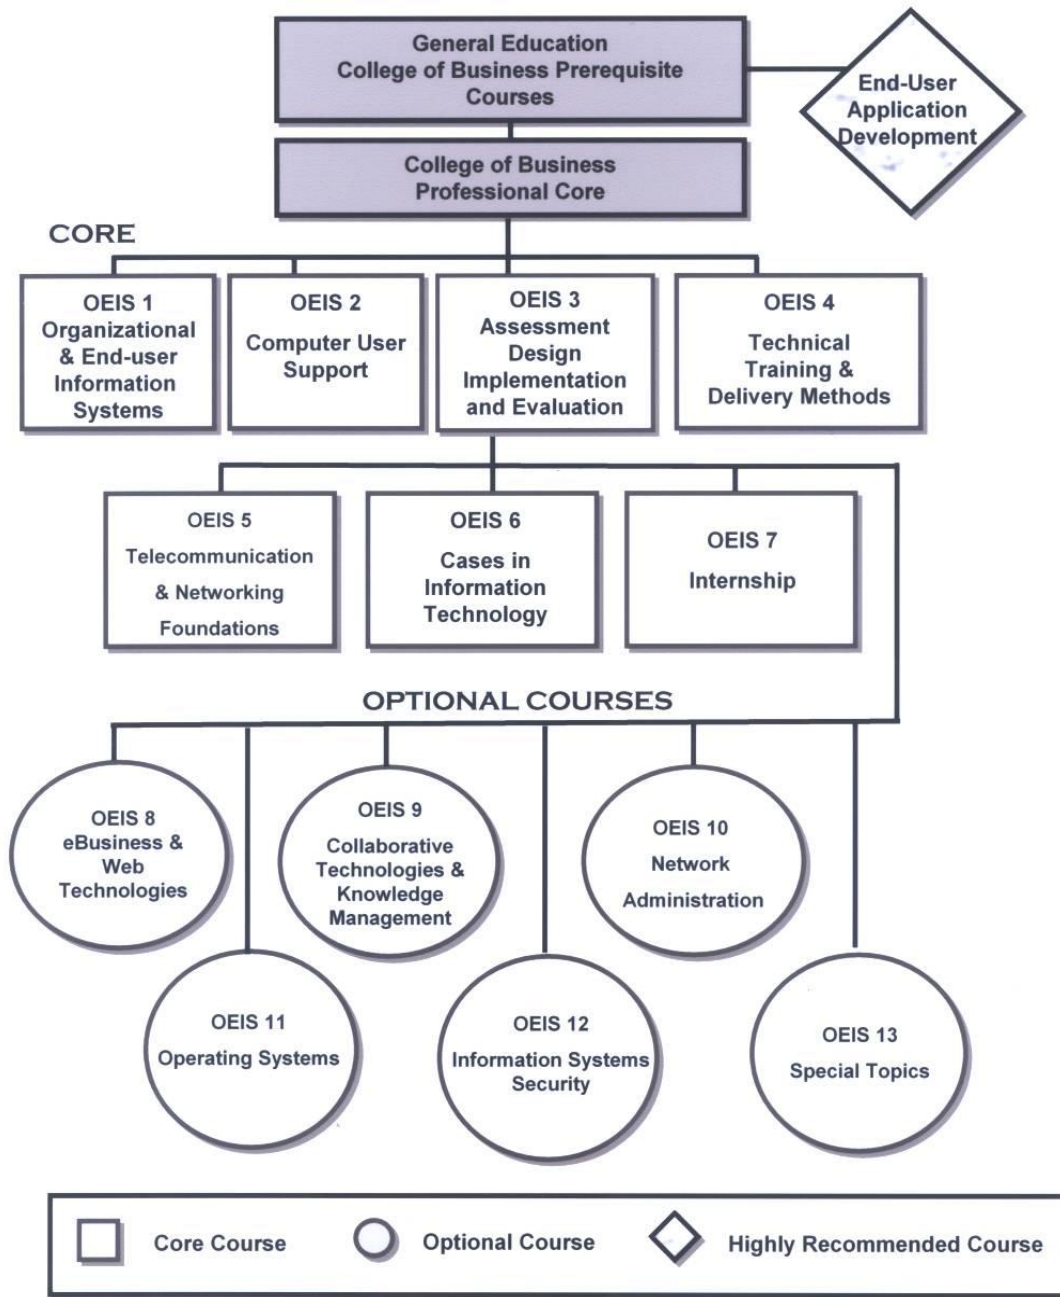 General Education
College of Business Prerequisite
Courses
End-User
Application
Development
College of Business
Professional Core
CORE
OEIS 1
Organizational
& End-user
Information
Systems
OEIS 2
Computer User
Support
OEIS 3
Assessment
Design
Implementation
and Evaluation
OEIS 4
Technical
Training &
Delivery Methods
OEIS 5
Telecommunication
& Networking
Foundations
OEIS 6
Cases in
Information
Technology
OEIS 7
Internship
OPTIONAL COURSES
OEIS 8
eBusiness &
Web
Technologies
OEIS 9
Collaborative
Technologies &
Knowledge
Management
OEIS 10
Network
Administration
OEIS 11
Operating Systems
OEIS 12
Information Systems
Security
OEIS 13
Special Topics
Core Course
Optional Course
Highly Recommended Course